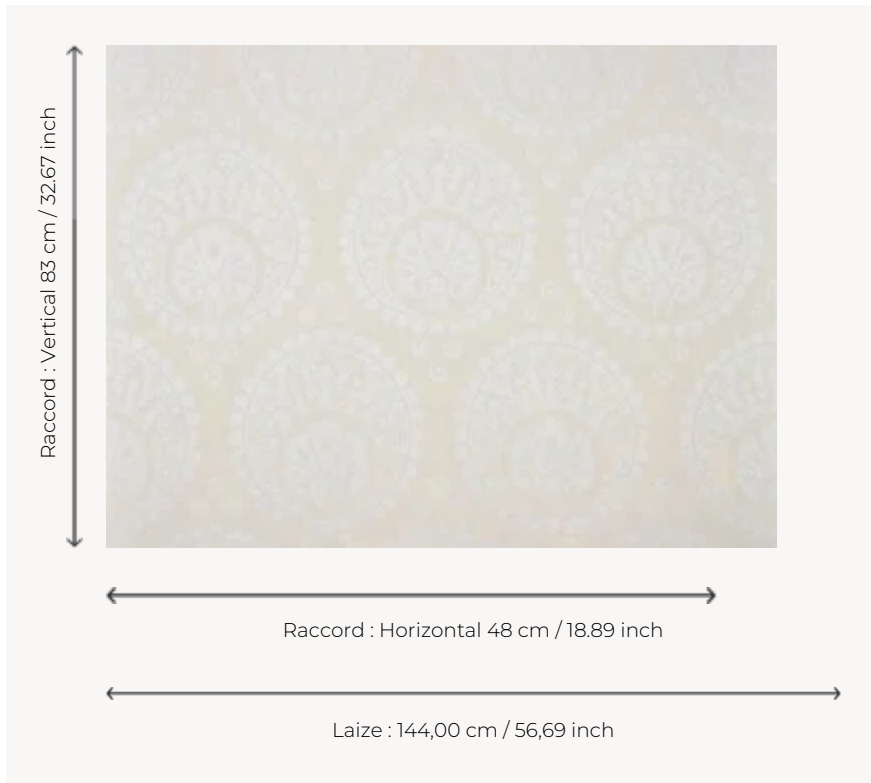 Raccord : Vertical 83 cm / 32.67 inch
Raccord : Horizontal 48 cm / 18.89 inch
Laize : 144,00 cm / 56,69 inch